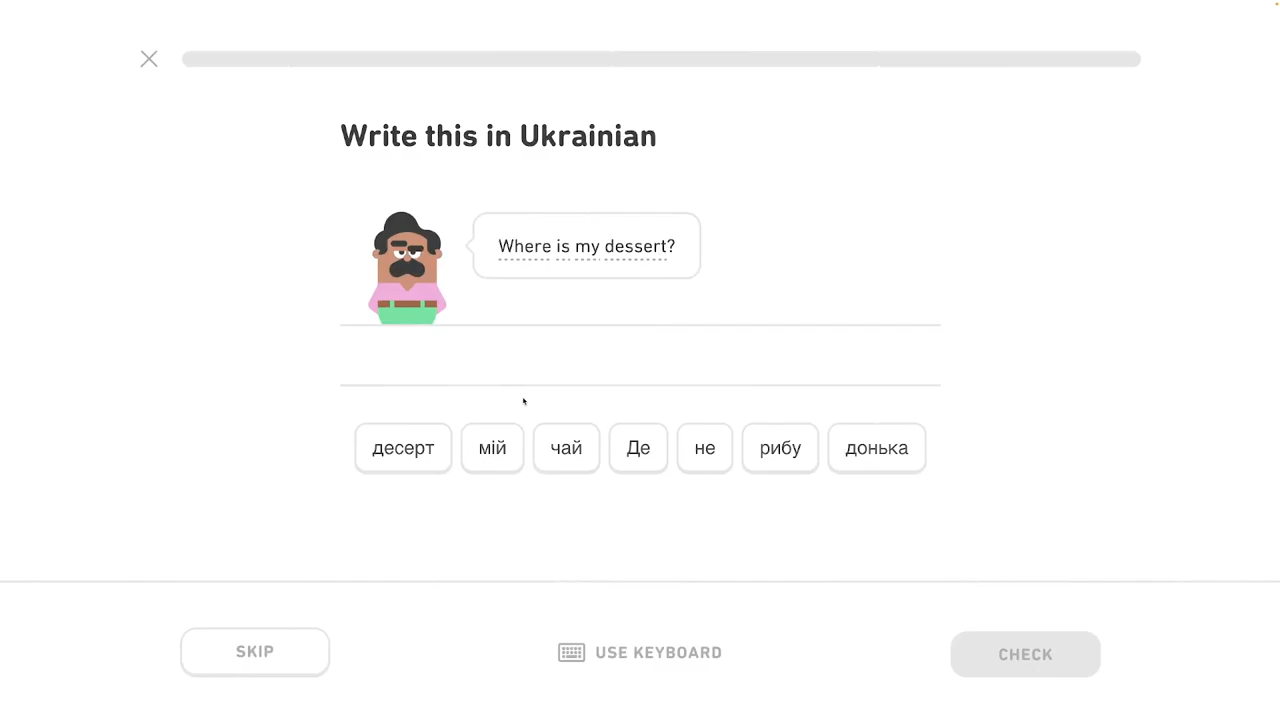 Write this in Ukrainian
Where is my dessert?
десерт мій чай Де не рибу донька
SKIP USE KEYBOARD CHECK